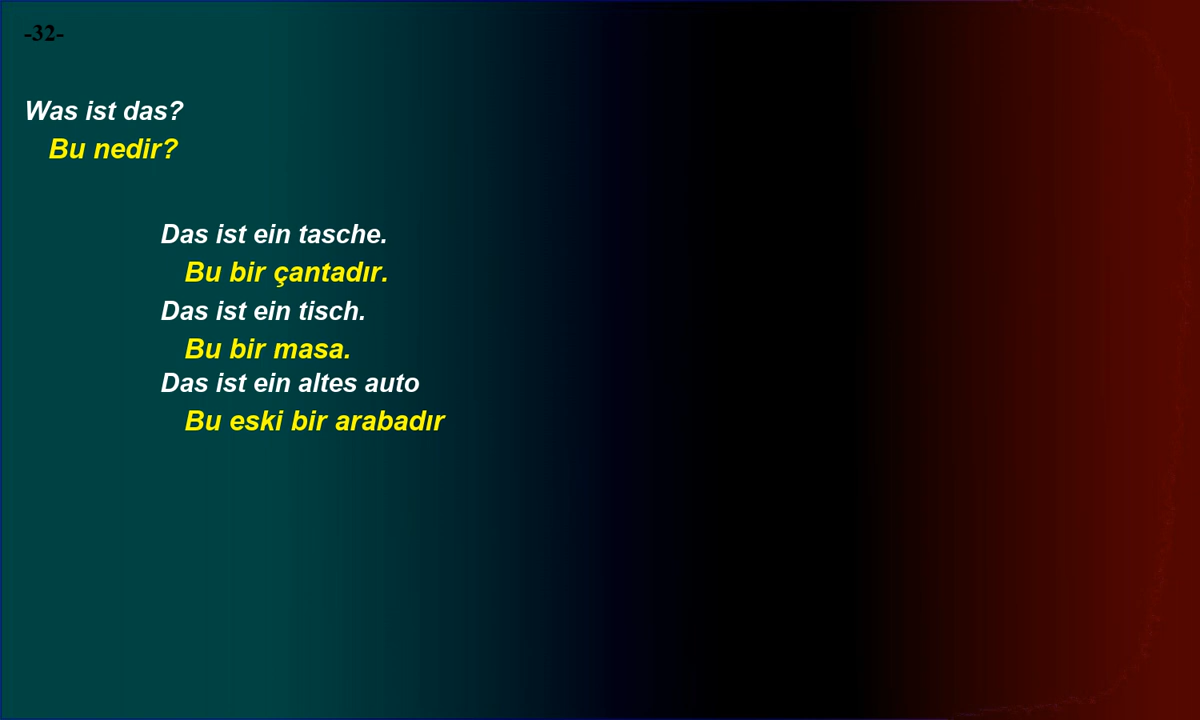 -32-
Was ist das?
Bu nedir?
Das ist ein tasche.
Bu bir çantadır.
Das ist ein tisch.
Bu bir masa.
Das ist ein altes auto
Bu eski bir arabadır